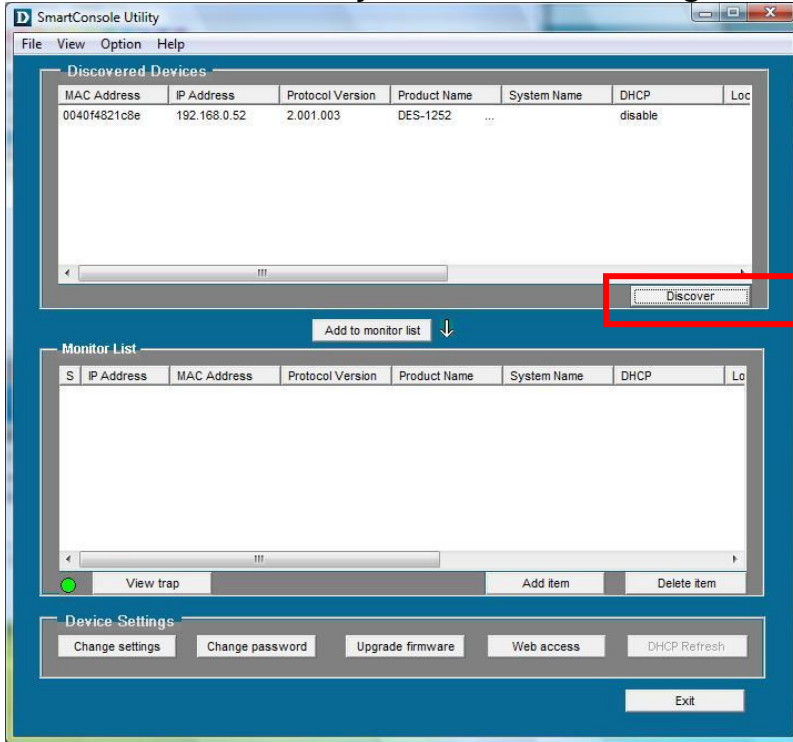 D SmartConsole Utility
File View Option Help
Discovered Devices
MAC Address IP Address Protocol Version Product Name System Name DHCP Loc
0040f4821c8e 192.168.0.52 2.001.003 DES-1252 ... disable
Discover
Add to monitor list
Monitor List
S IP Address MAC Address Protocol Version Product Name System Name DHCP Lo
View trap Add item Delete item
Device Settings
Change settings Change password Upgrade firmware Web access DHCP Refresh
Exit